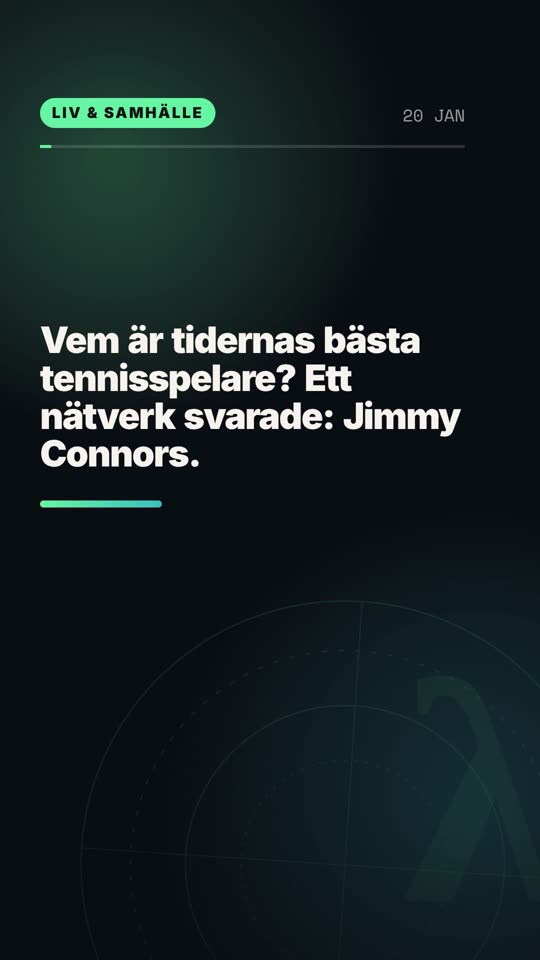 LIV & SAMHÄLLE
20 JAN
Vem är tidernas bästa
tennisspelare? Ett
nätverk svarade: Jimmy
Connors.
λ